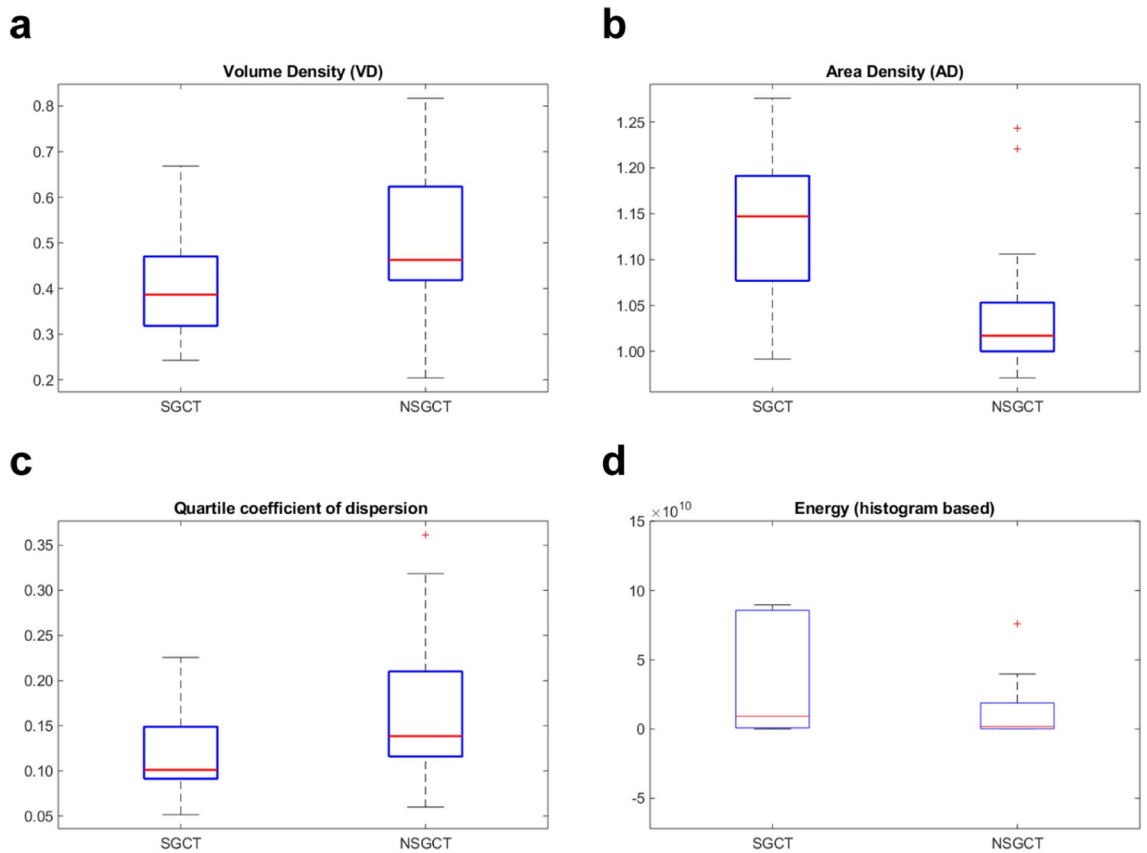 a
Volume Density (VD)
0.8
0.7
0.6
0.5
0.4
0.3
0.2
SGCT NSGCT
b
Area Density (AD)
1.25
1.20
1.15
1.10
1.05
1.00
SGCT NSGCT
c
Quartile coefficient of dispersion
0.35
0.30
0.25
0.20
0.15
0.10
0.05
SGCT NSGCT
d
Energy (histogram based)
×10¹⁰
15
10
5
0
-5
SGCT NSGCT